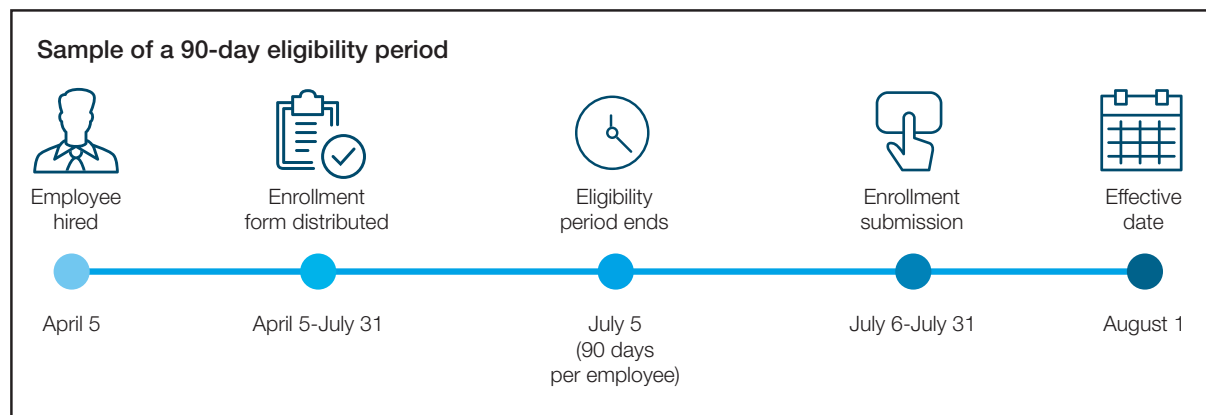 Sample of a 90-day eligibility period
Employee
hired
Enrollment
form distributed
Eligibility
period ends
Enrollment
submission
Effective
date
April 5
April 5-July 31
July 5
(90 days
per employee)
July 6-July 31
August 1